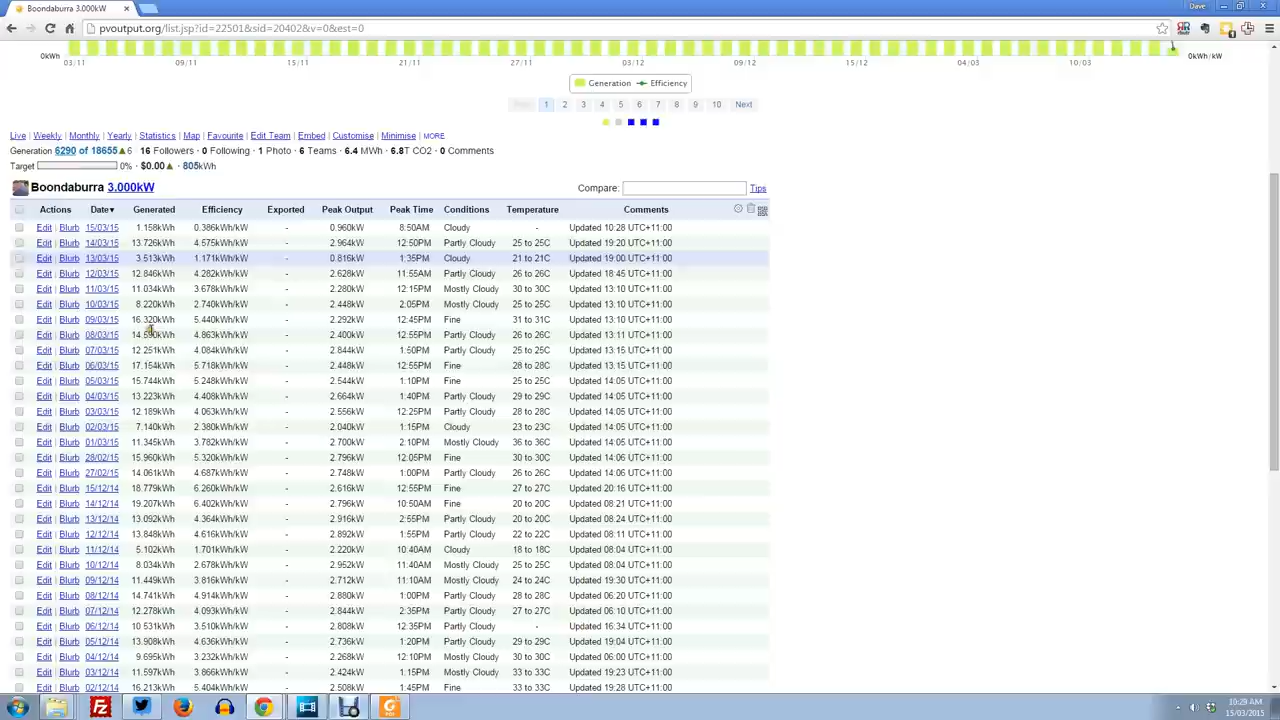 Boondaburra 3.000kW
Dave
pvoutput.org/list.jsp?id=22501&sid=20402&v=0&est=0
0kWh 0kWh/kW
03/11 09/11 15/11 21/11 27/11 03/12 09/12 15/12 04/03 10/03
Generation Efficiency
Prev 1 2 3 4 5 6 7 8 9 10 Next
Live | Weekly | Monthly | Yearly | Statistics | Map | Favourite | Edit Team | Embed | Customise | Minimise | MORE
Generation 6290 of 18655▲6 · 16 Followers · 0 Following · 1 Photo · 6 Teams · 6.4 MWh · 6.8T CO2 · 0 Comments
Target 0% · $0.00▲ · 805kWh
Boondaburra 3.000kW Compare: Tips
Actions Date▾ Generated Efficiency Exported Peak Output Peak Time Conditions Temperature Comments
Edit | Blurb 15/03/15 1.158kWh 0.386kWh/kW - 0.960kW 8:50AM Cloudy - Updated 10:28 UTC+11:00
Edit | Blurb 14/03/15 13.726kWh 4.575kWh/kW - 2.964kW 12:50PM Partly Cloudy 25 to 25C Updated 19:20 UTC+11:00
Edit | Blurb 13/03/15 3.513kWh 1.171kWh/kW - 0.816kW 1:35PM Cloudy 21 to 21C Updated 19:00 UTC+11:00
Edit | Blurb 12/03/15 12.846kWh 4.282kWh/kW - 2.628kW 11:55AM Partly Cloudy 26 to 26C Updated 18:45 UTC+11:00
Edit | Blurb 11/03/15 11.034kWh 3.678kWh/kW - 2.280kW 12:15PM Mostly Cloudy 30 to 30C Updated 13:10 UTC+11:00
Edit | Blurb 10/03/15 8.220kWh 2.740kWh/kW - 2.448kW 2:05PM Mostly Cloudy 25 to 25C Updated 13:10 UTC+11:00
Edit | Blurb 09/03/15 16.320kWh 5.440kWh/kW - 2.292kW 12:45PM Fine 31 to 31C Updated 13:10 UTC+11:00
Edit | Blurb 08/03/15 4.863kWh/kW - 2.400kW 12:55PM Partly Cloudy 26 to 26C Updated 13:11 UTC+11:00
Edit | Blurb 07/03/15 12.251kWh 4.084kWh/kW - 2.844kW 1:50PM Partly Cloudy 25 to 25C Updated 13:15 UTC+11:00
Edit | Blurb 06/03/15 17.154kWh 5.718kWh/kW - 2.448kW 12:55PM Fine 28 to 28C Updated 13:15 UTC+11:00
Edit | Blurb 05/03/15 15.744kWh 5.248kWh/kW - 2.544kW 1:10PM Fine 25 to 25C Updated 14:05 UTC+11:00
Edit | Blurb 04/03/15 13.223kWh 4.408kWh/kW - 2.664kW 1:40PM Partly Cloudy 29 to 29C Updated 14:05 UTC+11:00
Edit | Blurb 03/03/15 12.189kWh 4.063kWh/kW - 2.556kW 12:25PM Partly Cloudy 28 to 28C Updated 14:05 UTC+11:00
Edit | Blurb 02/03/15 7.140kWh 2.380kWh/kW - 2.040kW 1:15PM Cloudy 23 to 23C Updated 14:05 UTC+11:00
Edit | Blurb 01/03/15 11.345kWh 3.782kWh/kW - 2.700kW 2:10PM Mostly Cloudy 36 to 36C Updated 14:05 UTC+11:00
Edit | Blurb 28/02/15 15.960kWh 5.320kWh/kW - 2.796kW 12:05PM Fine 30 to 30C Updated 14:06 UTC+11:00
Edit | Blurb 27/02/15 14.061kWh 4.687kWh/kW - 2.748kW 1:00PM Partly Cloudy 26 to 26C Updated 14:06 UTC+11:00
Edit | Blurb 15/12/14 18.779kWh 6.260kWh/kW - 2.616kW 12:55PM Fine 27 to 27C Updated 20:16 UTC+11:00
Edit | Blurb 14/12/14 19.207kWh 6.402kWh/kW - 2.796kW 10:50AM Fine 20 to 20C Updated 08:21 UTC+11:00
Edit | Blurb 13/12/14 13.092kWh 4.364kWh/kW - 2.916kW 2:55PM Partly Cloudy 20 to 20C Updated 08:24 UTC+11:00
Edit | Blurb 12/12/14 13.848kWh 4.616kWh/kW - 2.892kW 1:55PM Partly Cloudy 22 to 22C Updated 08:11 UTC+11:00
Edit | Blurb 11/12/14 5.102kWh 1.701kWh/kW - 2.220kW 10:40AM Cloudy 18 to 18C Updated 08:04 UTC+11:00
Edit | Blurb 10/12/14 8.034kWh 2.678kWh/kW - 2.952kW 11:40AM Mostly Cloudy 25 to 25C Updated 08:04 UTC+11:00
Edit | Blurb 09/12/14 11.449kWh 3.816kWh/kW - 2.712kW 11:10AM Mostly Cloudy 24 to 24C Updated 19:30 UTC+11:00
Edit | Blurb 08/12/14 14.741kWh 4.914kWh/kW - 2.880kW 1:00PM Partly Cloudy 28 to 28C Updated 06:20 UTC+11:00
Edit | Blurb 07/12/14 12.278kWh 4.093kWh/kW - 2.844kW 2:35PM Partly Cloudy 27 to 27C Updated 06:10 UTC+11:00
Edit | Blurb 06/12/14 10.531kWh 3.510kWh/kW - 2.808kW 12:35PM Partly Cloudy - Updated 16:34 UTC+11:00
Edit | Blurb 05/12/14 13.908kWh 4.636kWh/kW - 2.736kW 1:20PM Partly Cloudy 29 to 29C Updated 19:04 UTC+11:00
Edit | Blurb 04/12/14 9.695kWh 3.232kWh/kW - 2.268kW 12:10PM Mostly Cloudy 30 to 30C Updated 06:00 UTC+11:00
Edit | Blurb 03/12/14 11.597kWh 3.866kWh/kW - 2.424kW 1:15PM Mostly Cloudy 33 to 33C Updated 19:23 UTC+11:00
Edit | Blurb 02/12/14 16.213kWh 5.404kWh/kW - 2.508kW 1:45PM Fine 33 to 33C Updated 19:28 UTC+11:00
10:29 AM
15/03/2015